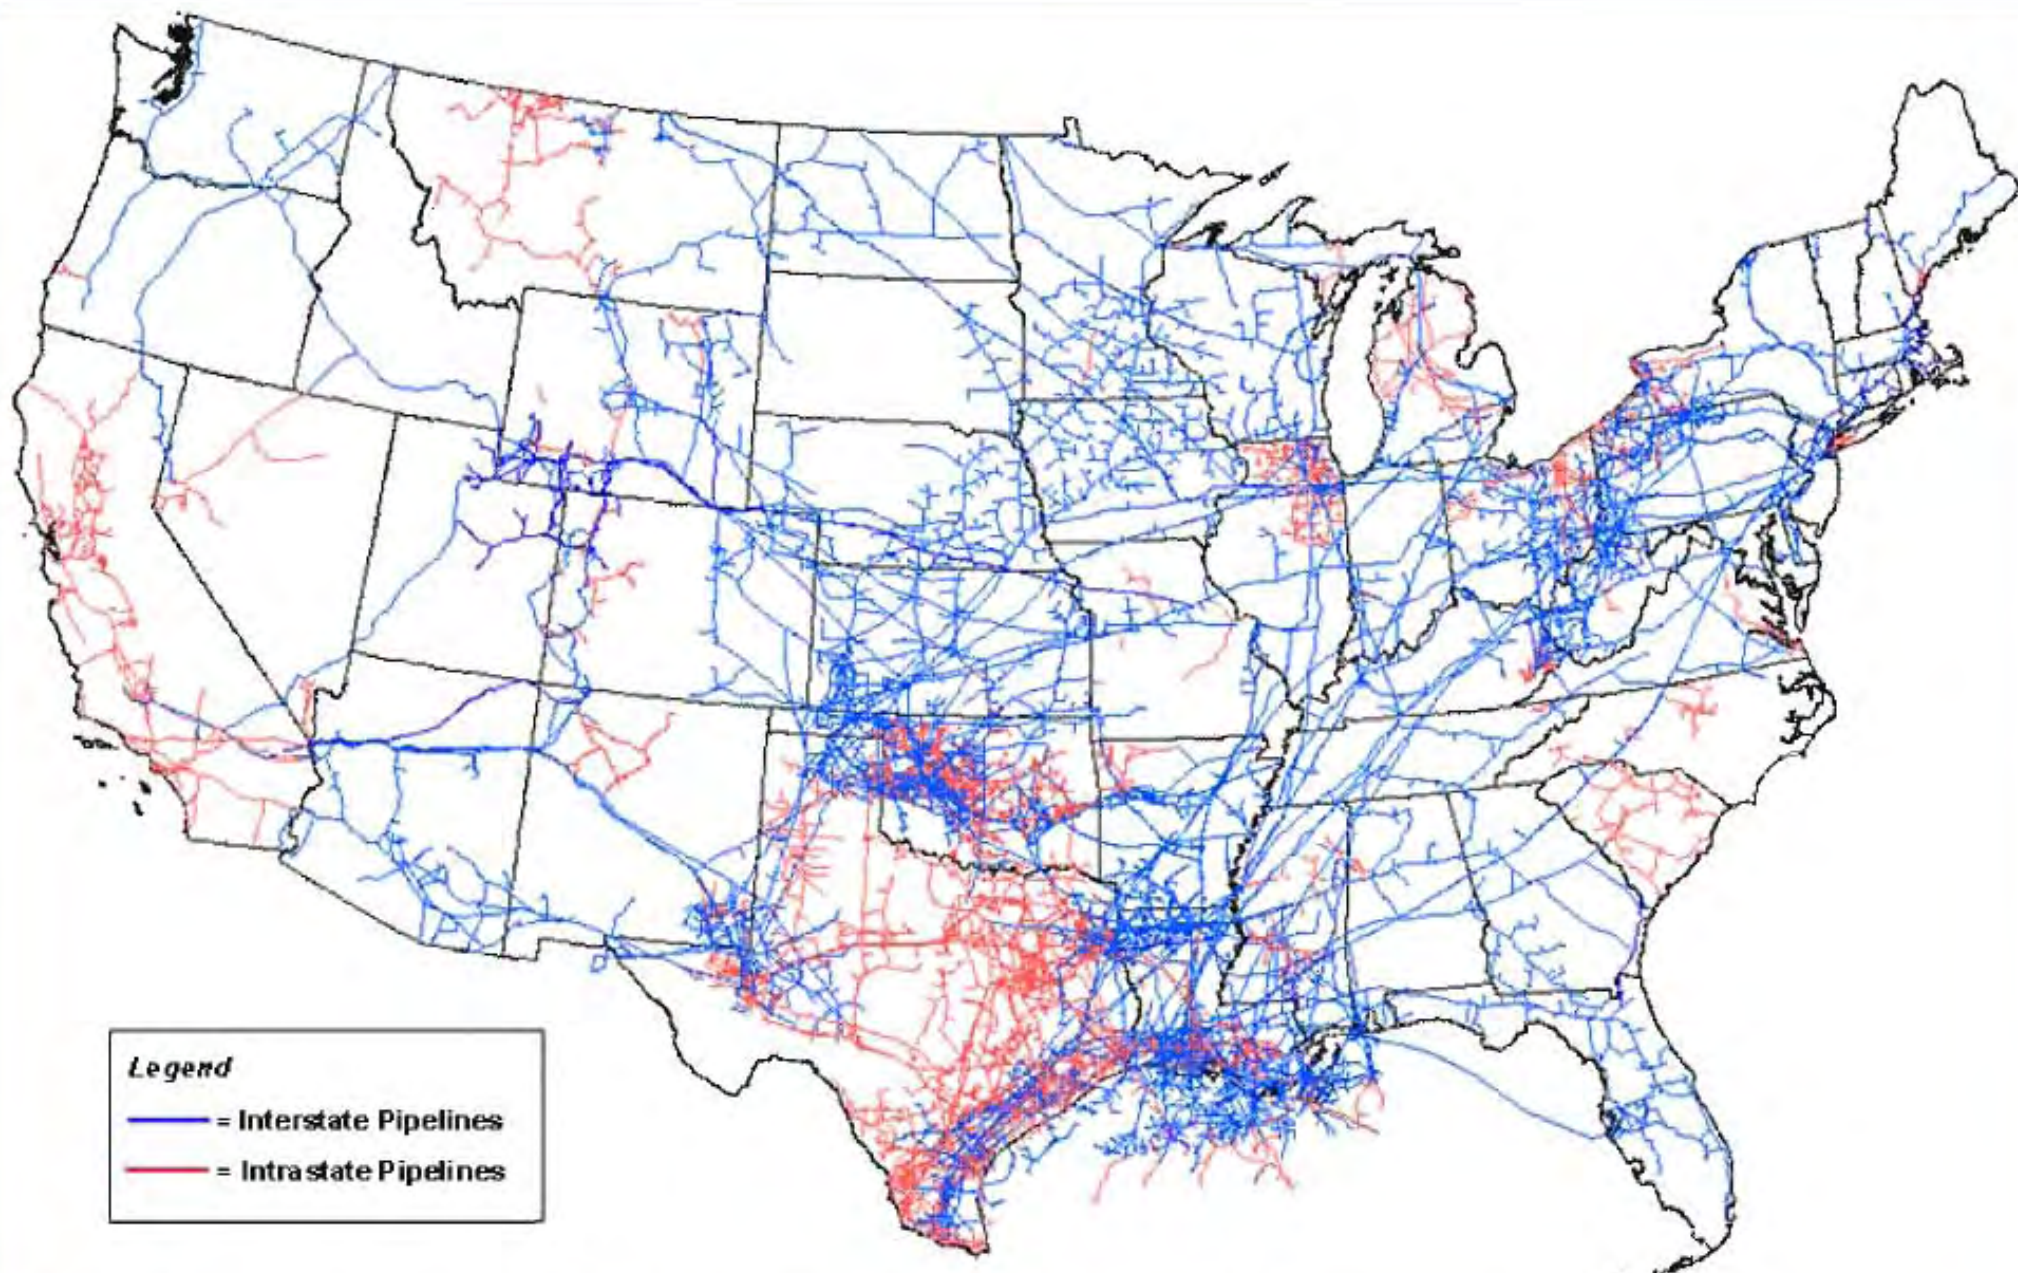 Legend
= Interstate Pipelines
= Intrastate Pipelines